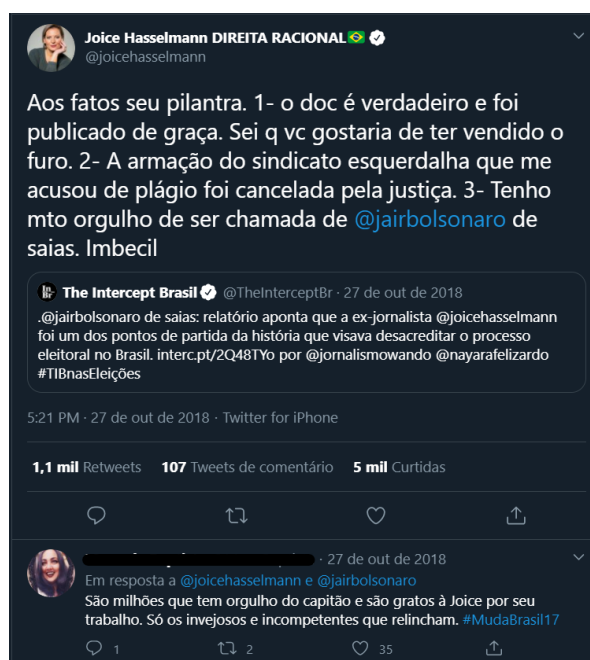 Joice Hasselmann DIREITA RACIONAL
@joicehasselmann
Aos fatos seu pilantra. 1- o doc é verdadeiro e foi
publicado de graça. Sei q vc gostaria de ter vendido o
furo. 2- A armação do sindicato esquerdalha que me
acusou de plágio foi cancelada pela justiça. 3- Tenho
mto orgulho de ser chamada de @jairbolsonaro de
saias. Imbecil
The Intercept Brasil @TheInterceptBr · 27 de out de 2018
.@jairbolsonaro de saias: relatório aponta que a ex-jornalista @joicehasselmann
foi um dos pontos de partida da história que visava desacreditar o processo
eleitoral no Brasil. interc.pt/2Q48TYo por @jornalismowando @nayarafelizardo
#TIBnasEleições
5:21 PM · 27 de out de 2018 · Twitter for iPhone
1,1 mil Retweets 107 Tweets de comentário 5 mil Curtidas
· 27 de out de 2018
Em resposta a @joicehasselmann e @jairbolsonaro
São milhões que tem orgulho do capitão e são gratos à Joice por seu
trabalho. Só os invejosos e incompetentes que relincham. #MudaBrasil17
1 2 35